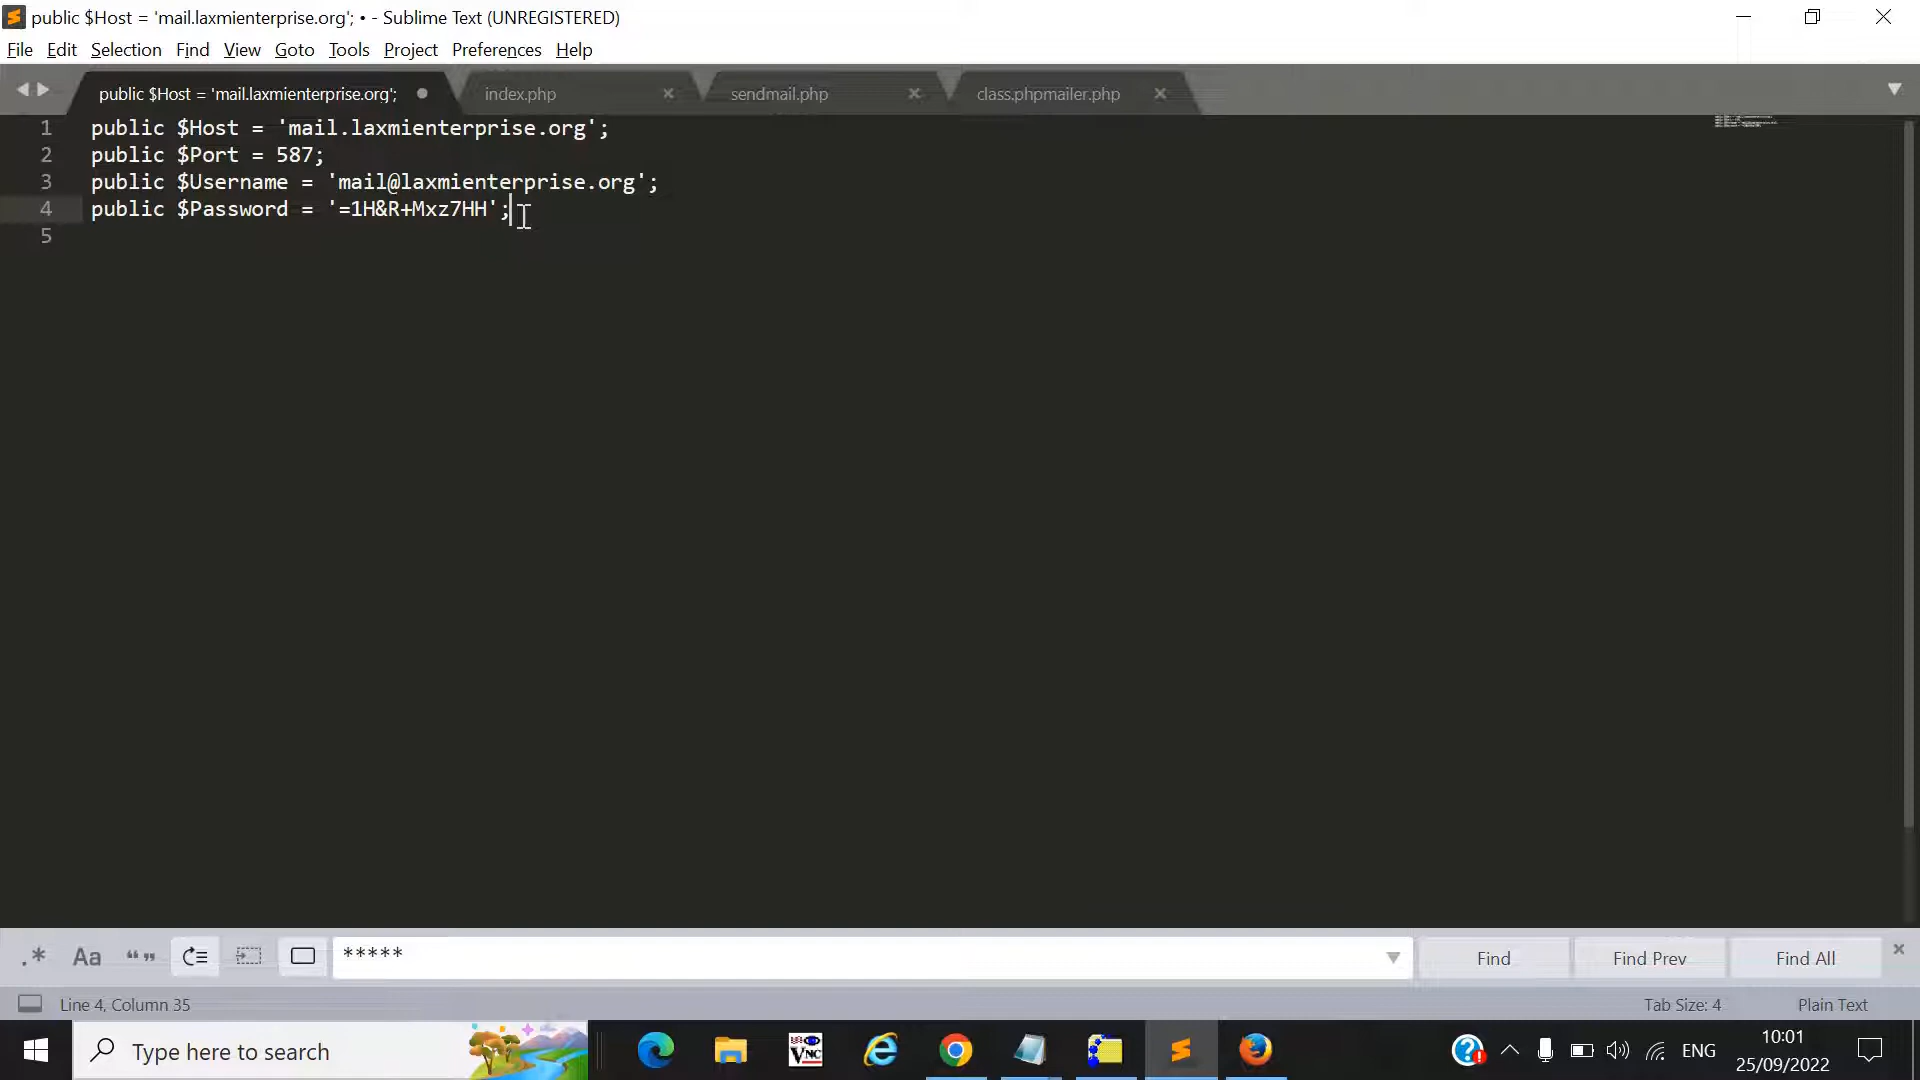 public $Host = 'mail.laxmienterprise.org'; • - Sublime Text (UNREGISTERED)
File Edit Selection Find View Goto Tools Project Preferences Help
public $Host = 'mail.laxmienterprise.org'; index.php sendmail.php class.phpmailer.php
1 public $Host = 'mail.laxmienterprise.org';
2 public $Port = 587;
3 public $Username = 'mail@laxmienterprise.org';
4 public $Password = '=1H&R+Mxz7HH';
5
.* Aa “” ***** Find Find Prev Find All
Line 4, Column 35 Tab Size: 4 Plain Text
Type here to search VNC ENG 10:01
25/09/2022